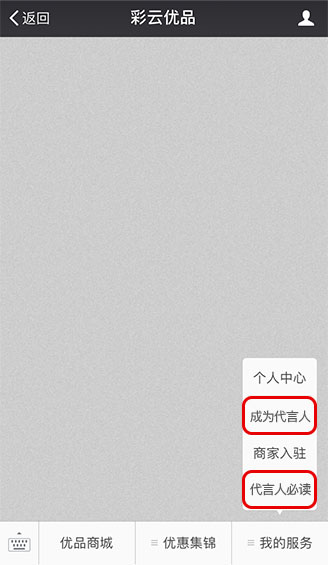 返回
彩云优品
个人中心
成为代言人
商家入驻
代言人必读
优品商城
优惠集锦
我的服务